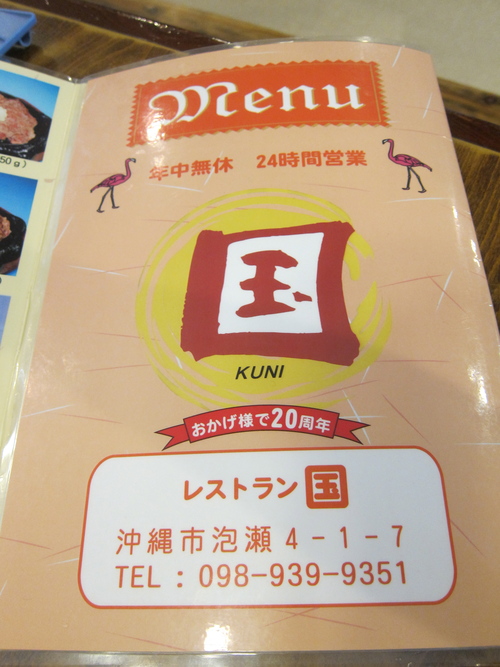 Menu
年中無休 24時間営業
国
KUNI
おかげ様で20周年
レストラン 国
沖縄市泡瀬4-1-7
TEL : 098-939-9351
50g)